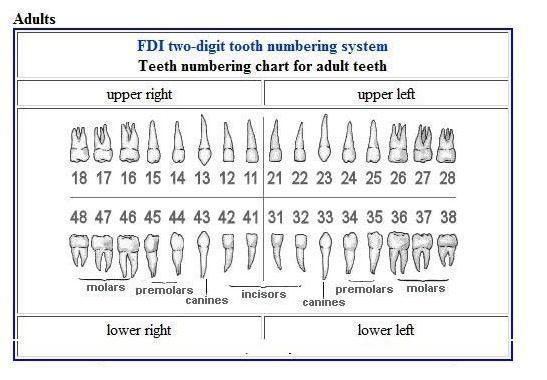 Adults
FDI two-digit tooth numbering system
Teeth numbering chart for adult teeth
upper right upper left
18 17 16 15 14 13 12 11 21 22 23 24 25 26 27 28
48 47 46 45 44 43 42 41 31 32 33 34 35 36 37 38
molars premolars canines incisors canines premolars molars
lower right lower left